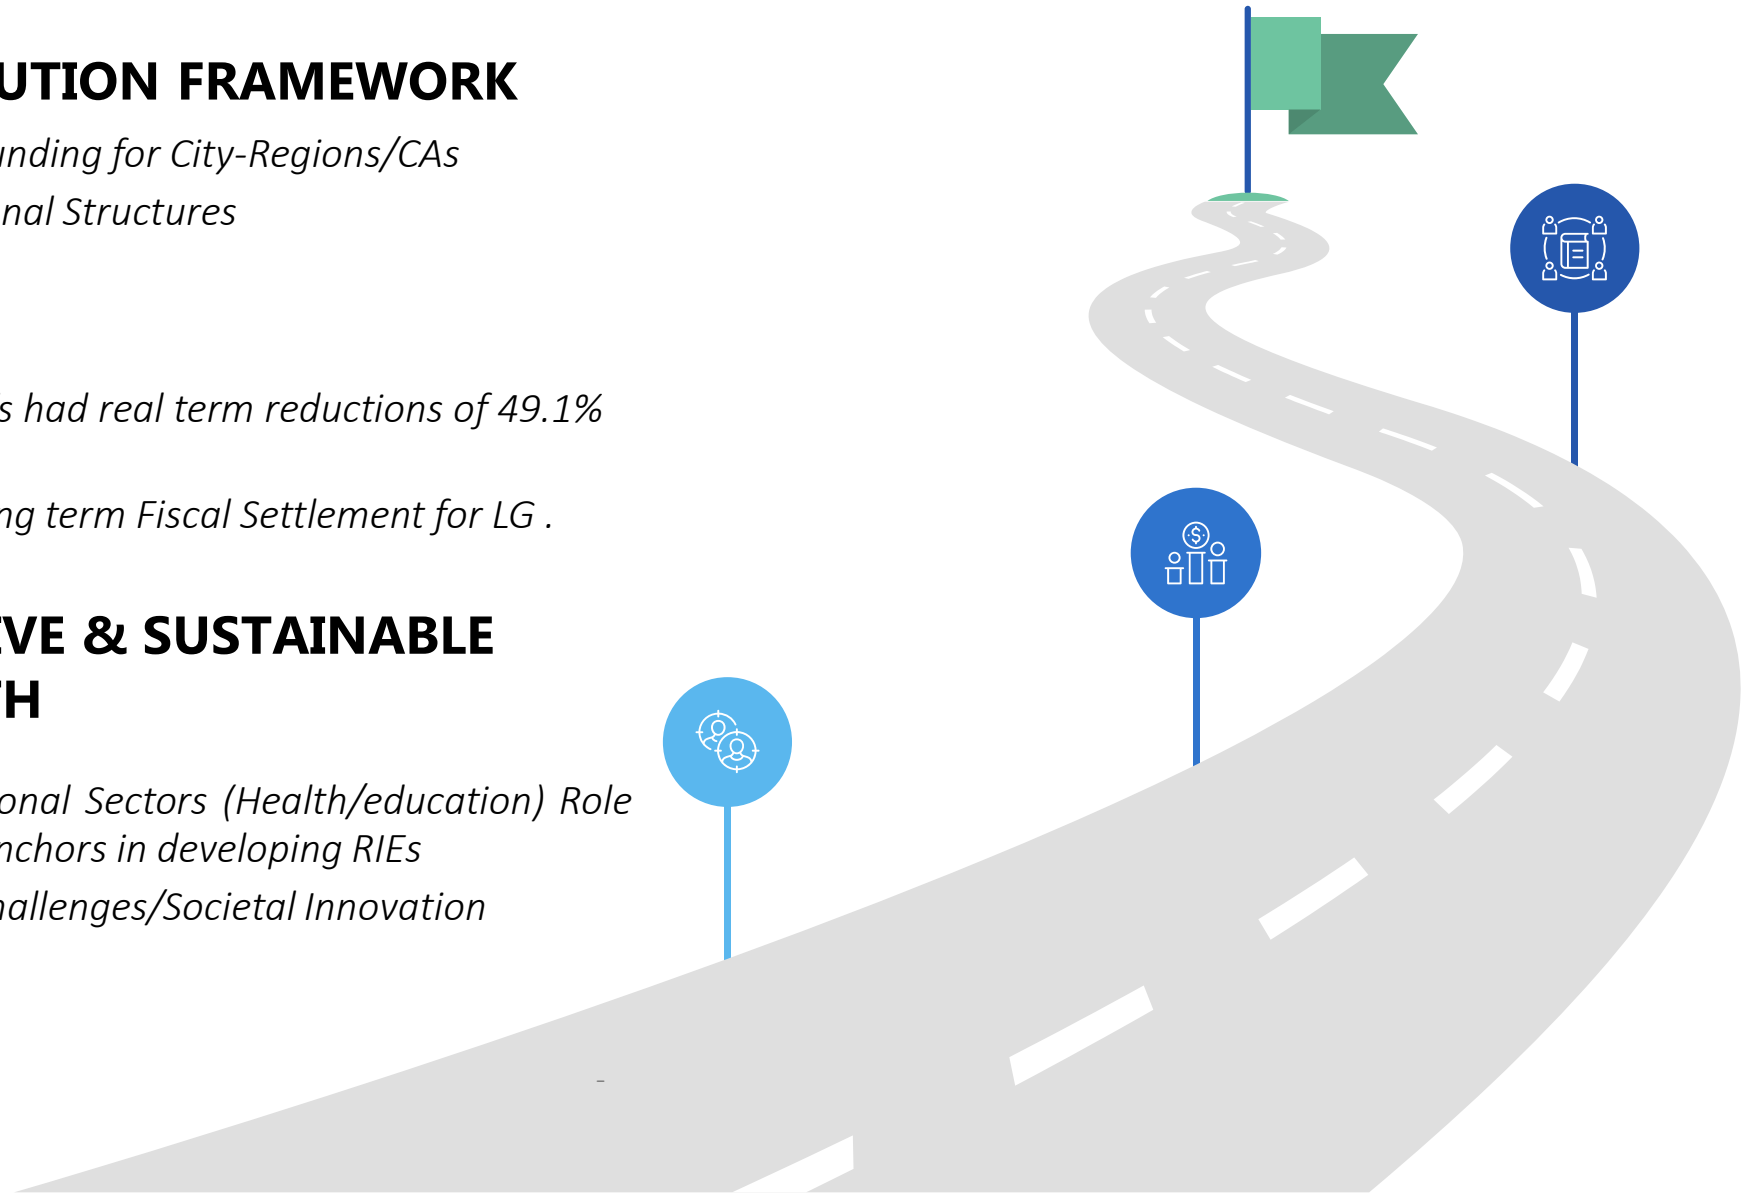 UTION FRAMEWORK
unding for City-Regions/CAs
nal Structures
s had real term reductions of 49.1%
ng term Fiscal Settlement for LG .
IVE & SUSTAINABLE
TH
onal Sectors (Health/education) Role
nchors in developing RIEs
hallenges/Societal Innovation
-